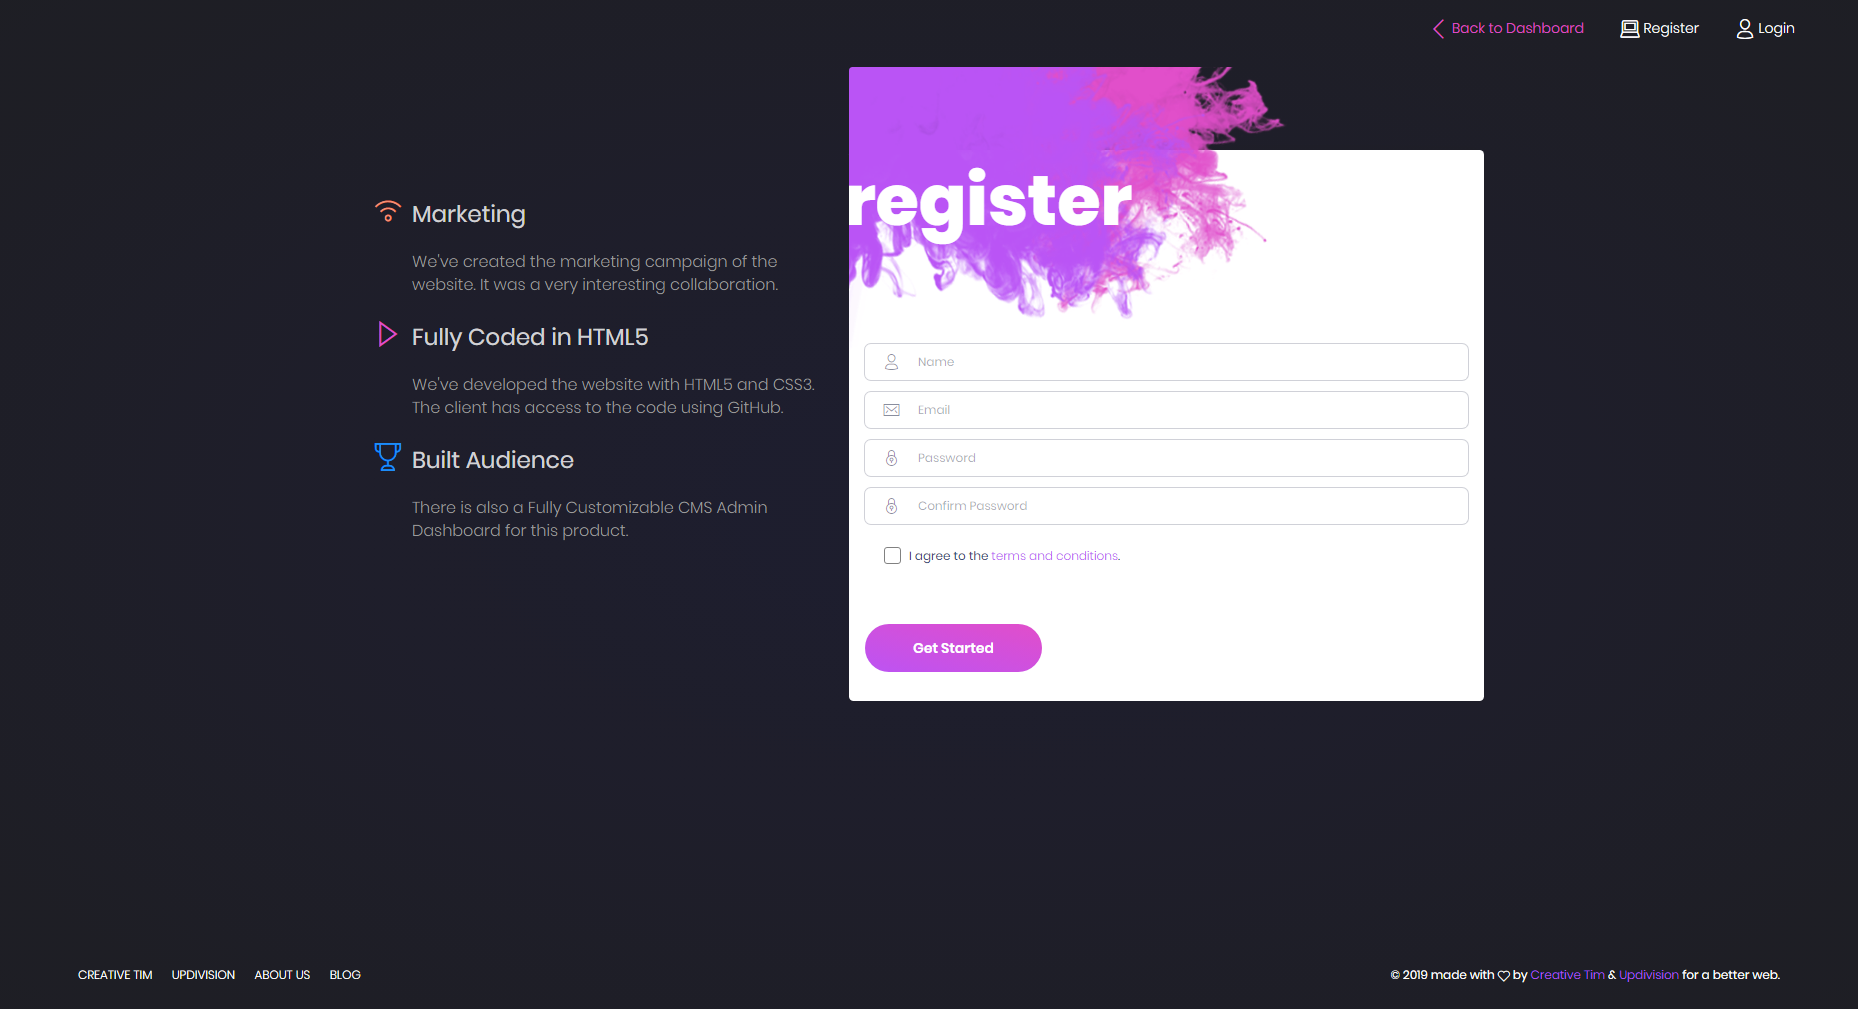 Back to Dashboard
Register
Login
register
Marketing
We've created the marketing campaign of the
website. It was a very interesting collaboration.
Fully Coded in HTML5
We've developed the website with HTML5 and CSS3.
The client has access to the code using GitHub.
Built Audience
There is also a Fully Customizable CMS Admin
Dashboard for this product.
Name
Email
Password
Confirm Password
I agree to the terms and conditions.
Get Started
CREATIVE TIM UPDIVISION ABOUT US BLOG
© 2019 made with ♡ by Creative Tim & Updivision for a better web.